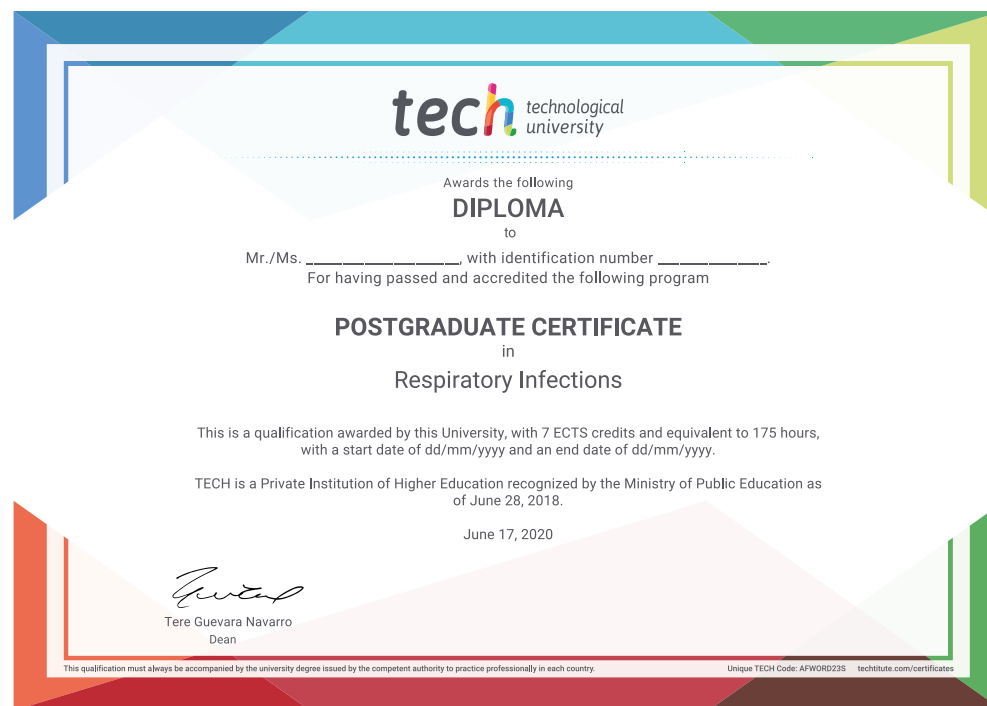 tech technological
university
Awards the following
DIPLOMA
to
Mr./Ms. ____________________, with identification number ______________.
For having passed and accredited the following program
POSTGRADUATE CERTIFICATE
in
Respiratory Infections
This is a qualification awarded by this University, with 7 ECTS credits and equivalent to 175 hours,
with a start date of dd/mm/yyyy and an end date of dd/mm/yyyy.
TECH is a Private Institution of Higher Education recognized by the Ministry of Public Education as
of June 28, 2018.
June 17, 2020
Tere Guevara Navarro
Dean
This qualification must always be accompanied by the university degree issued by the competent authority to practice professionally in each country.
Unique TECH Code: AFWORD23S techtitute.com/certificates